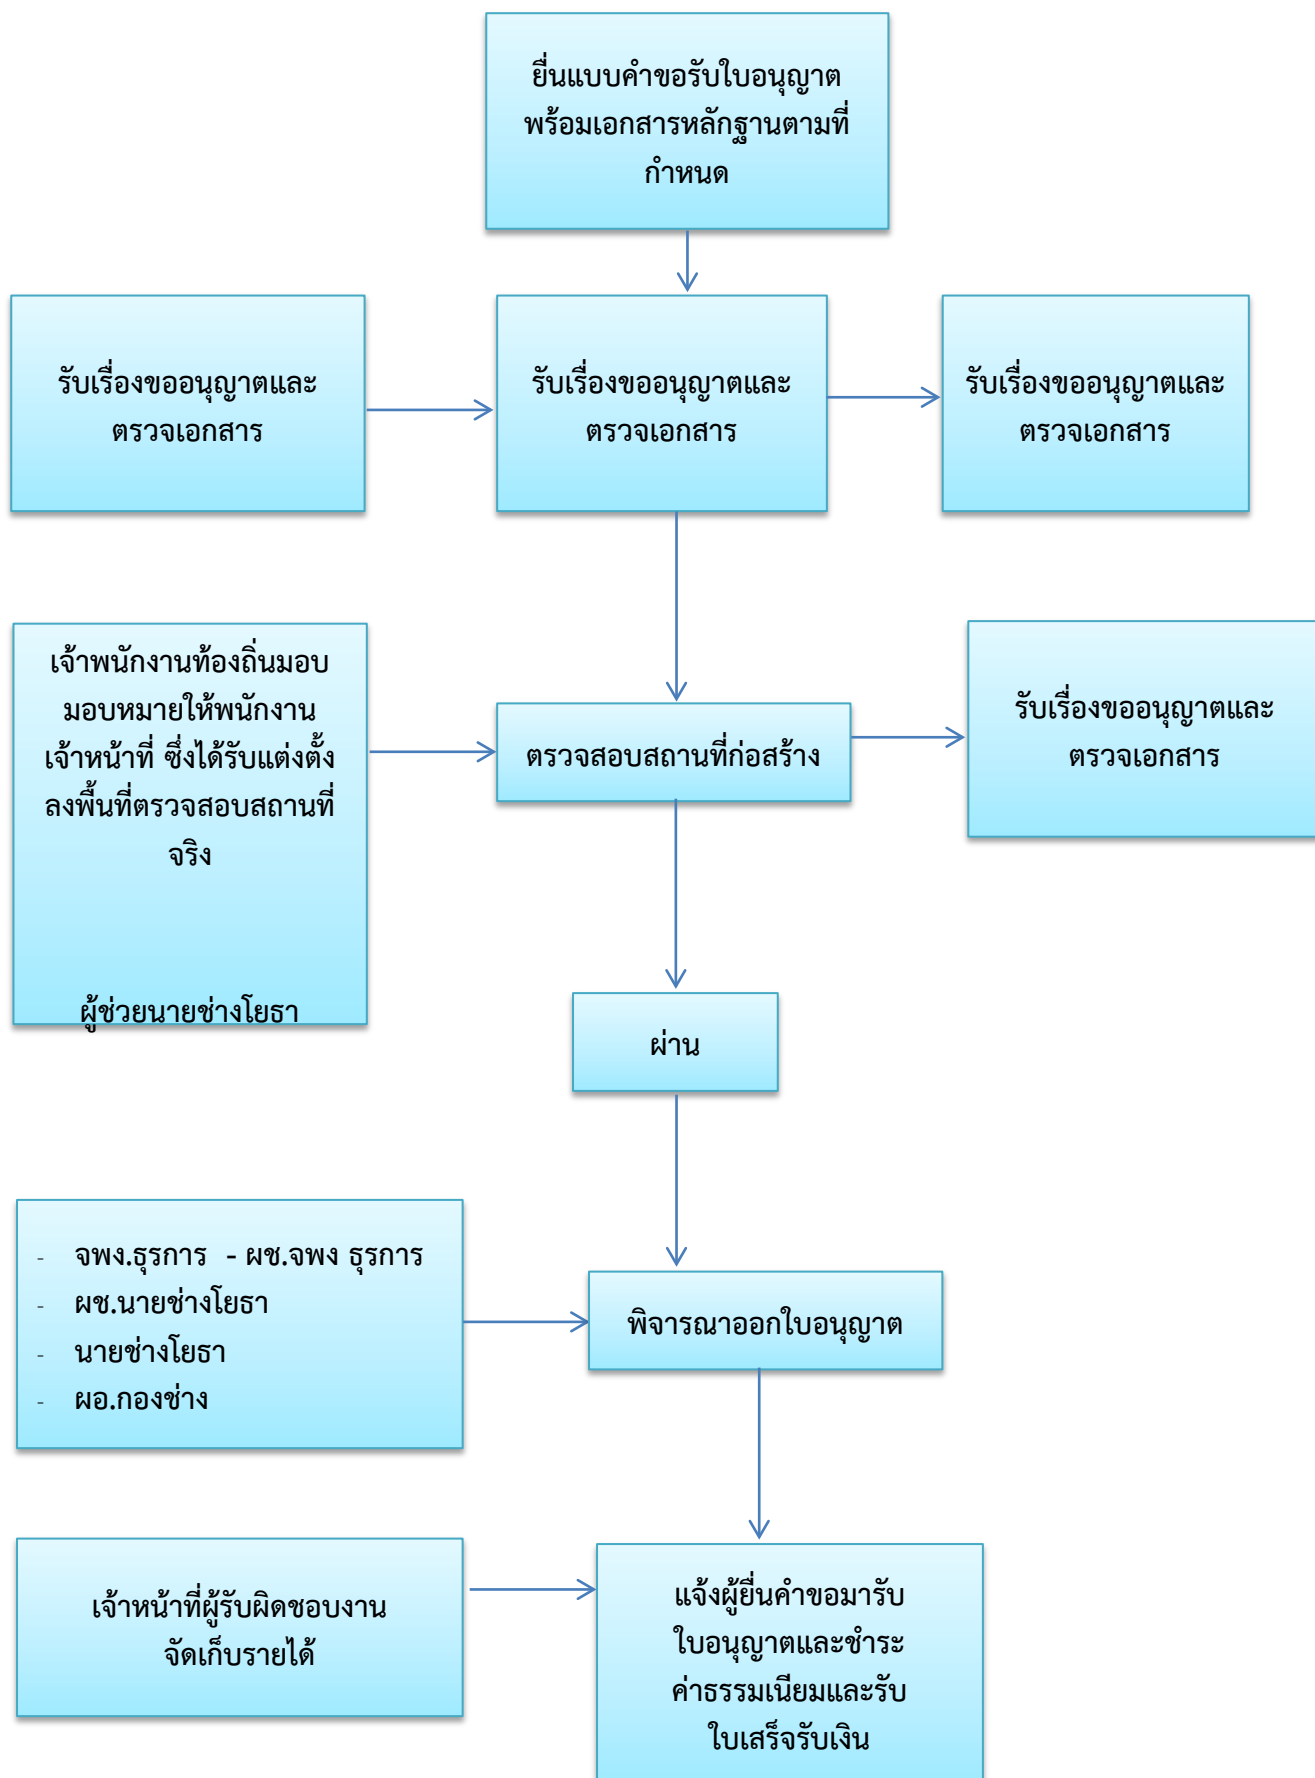 ยื่นแบบคำขอรับใบอนุญาต
พร้อมเอกสารหลักฐานตามที่
กำหนด
รับเรื่องขออนุญาตและ
ตรวจเอกสาร
รับเรื่องขออนุญาตและ
ตรวจเอกสาร
รับเรื่องขออนุญาตและ
ตรวจเอกสาร
เจ้าพนักงานท้องถิ่นมอบ
มอบหมายให้พนักงาน
เจ้าหน้าที่ ซึ่งได้รับแต่งตั้ง
ลงพื้นที่ตรวจสอบสถานที่
จริง
ผู้ช่วยนายช่างโยธา
ตรวจสอบสถานที่ก่อสร้าง
รับเรื่องขออนุญาตและ
ตรวจเอกสาร
ผ่าน
- จพง.ธุรการ - ผช.จพง ธุรการ
- ผช.นายช่างโยธา
- นายช่างโยธา
- ผอ.กองช่าง
พิจารณาออกใบอนุญาต
เจ้าหน้าที่ผู้รับผิดชอบงาน
จัดเก็บรายได้
แจ้งผู้ยื่นคำขอมารับ
ใบอนุญาตและชำระ
ค่าธรรมเนียมและรับ
ใบเสร็จรับเงิน